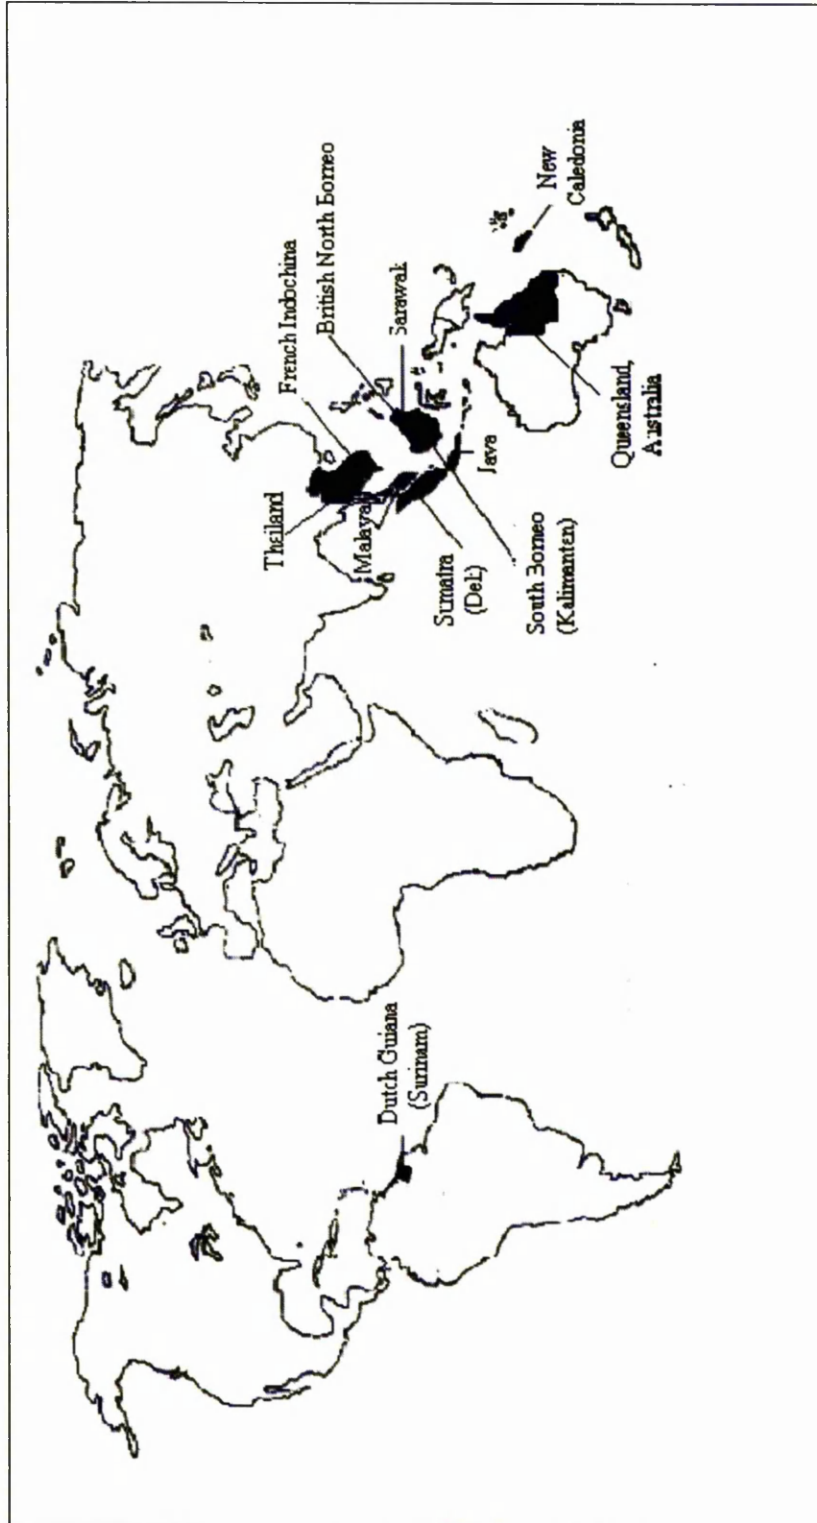 French Indochina
British North Borneo
Sarawak
New
Caledonia
Thailand
Malaya
Java
Sumatra
(Deli)
South Borneo
(Kalimantan)
Queensland,
Australia
Dutch Guiana
(Surinam)